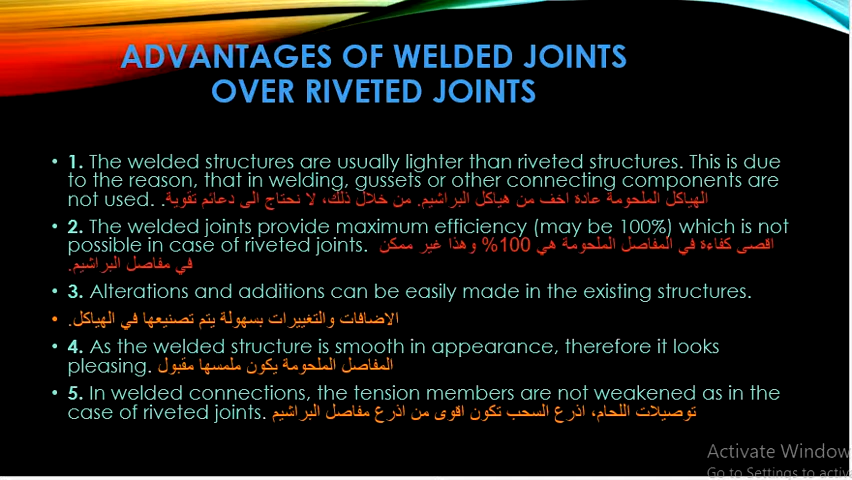 ADVANTAGES OF WELDED JOINTS
OVER RIVETED JOINTS
• 1. The welded structures are usually lighter than riveted structures. This is due
to the reason, that in welding, gussets or other connecting components are
not used. .الهياكل الملحومة عادة اخف من هياكل البراشيم. من خلال ذلك، لا نحتاج الى دعائم تقوية
• 2. The welded joints provide maximum efficiency (may be 100%) which is not
possible in case of riveted joints. اقصى كفاءة في المفاصل الملحومة هي 100% وهذا غير ممكن
في مفاصل البراشيم.
• 3. Alterations and additions can be easily made in the existing structures.
• الاضافات والتغييرات بسهولة يتم تصنيعها في الهياكل.
• 4. As the welded structure is smooth in appearance, therefore it looks
pleasing. المفاصل الملحومة يكون ملمسها مقبول
• 5. In welded connections, the tension members are not weakened as in the
case of riveted joints. توصيلات اللحام، اذرع السحب تكون اقوى من اذرع مفاصل البراشيم
Activate Window
Go to Settings to activ